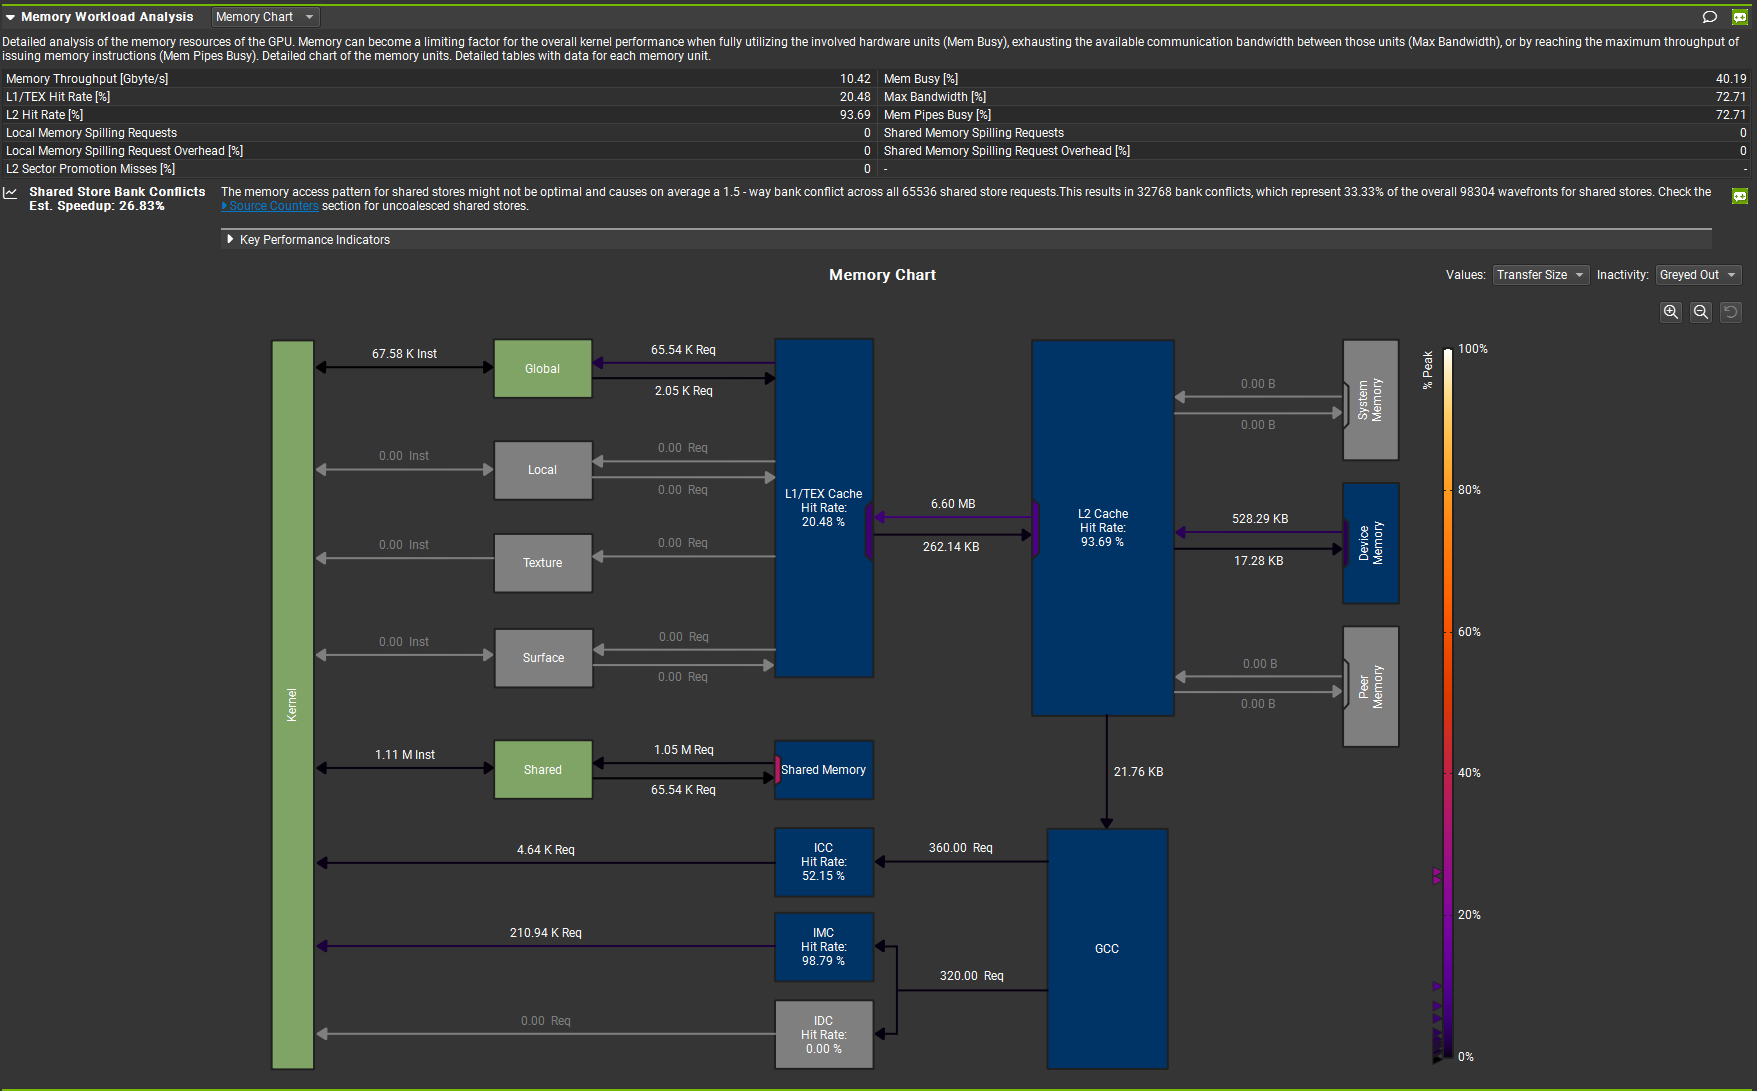 Memory Workload Analysis
Memory Chart
Detailed analysis of the memory resources of the GPU. Memory can become a limiting factor for the overall kernel performance when fully utilizing the involved hardware units (Mem Busy), exhausting the available communication bandwidth between those units (Max Bandwidth), or by reaching the maximum throughput of
issuing memory instructions (Mem Pipes Busy). Detailed chart of the memory units. Detailed tables with data for each memory unit.
Memory Throughput [Gbyte/s] 10.42 Mem Busy [%] 40.19
L1/TEX Hit Rate [%] 20.48 Max Bandwidth [%] 72.71
L2 Hit Rate [%] 93.69 Mem Pipes Busy [%] 72.71
Local Memory Spilling Requests 0 Shared Memory Spilling Requests 0
Local Memory Spilling Request Overhead [%] 0 Shared Memory Spilling Request Overhead [%] 0
L2 Sector Promotion Misses [%] 0 - -
Shared Store Bank Conflicts
Est. Speedup: 26.83%
The memory access pattern for shared stores might not be optimal and causes on average a 1.5 - way bank conflict across all 65536 shared store requests.This results in 32768 bank conflicts, which represent 33.33% of the overall 98304 wavefronts for shared stores. Check the
Source Counters section for uncoalesced shared stores.
Key Performance Indicators
Memory Chart
Values: Transfer Size Inactivity: Greyed Out
Kernel
67.58 K Inst
Global
65.54 K Req
2.05 K Req
0.00 Inst
Local
0.00 Req
0.00 Req
0.00 Inst
Texture
0.00 Req
0.00 Inst
Surface
0.00 Req
0.00 Req
L1/TEX Cache
Hit Rate:
20.48 %
6.60 MB
262.14 KB
L2 Cache
Hit Rate:
93.69 %
0.00 B
0.00 B
System
Memory
528.29 KB
17.28 KB
Device
Memory
0.00 B
0.00 B
Peer
Memory
1.11 M Inst
Shared
1.05 M Req
65.54 K Req
Shared Memory
21.76 KB
4.64 K Req
ICC
Hit Rate:
52.15 %
360.00 Req
210.94 K Req
IMC
Hit Rate:
98.79 %
320.00 Req
0.00 Req
IDC
Hit Rate:
0.00 %
GCC
% Peak
100%
80%
60%
40%
20%
0%